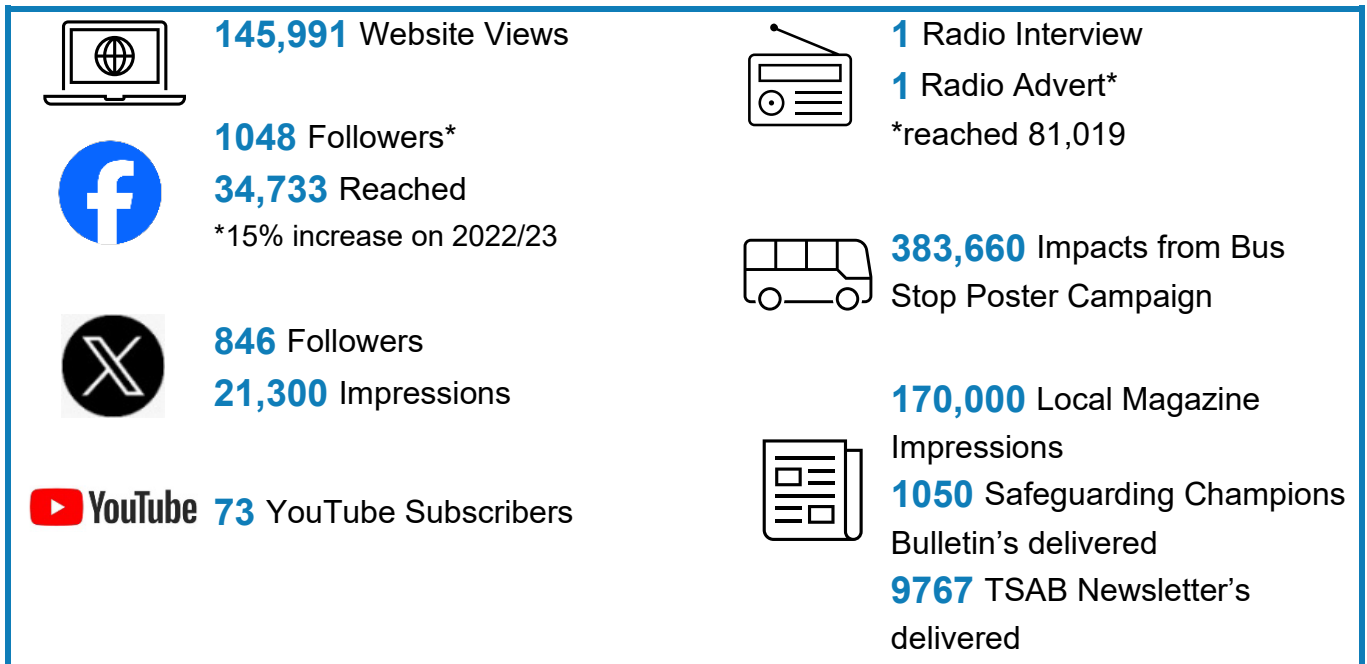 145,991 Website Views
1048 Followers*
34,733 Reached
*15% increase on 2022/23
846 Followers
21,300 Impressions
YouTube 73 YouTube Subscribers
1 Radio Interview
1 Radio Advert*
*reached 81,019
383,660 Impacts from Bus
Stop Poster Campaign
170,000 Local Magazine
Impressions
1050 Safeguarding Champions
Bulletin’s delivered
9767 TSAB Newsletter’s
delivered